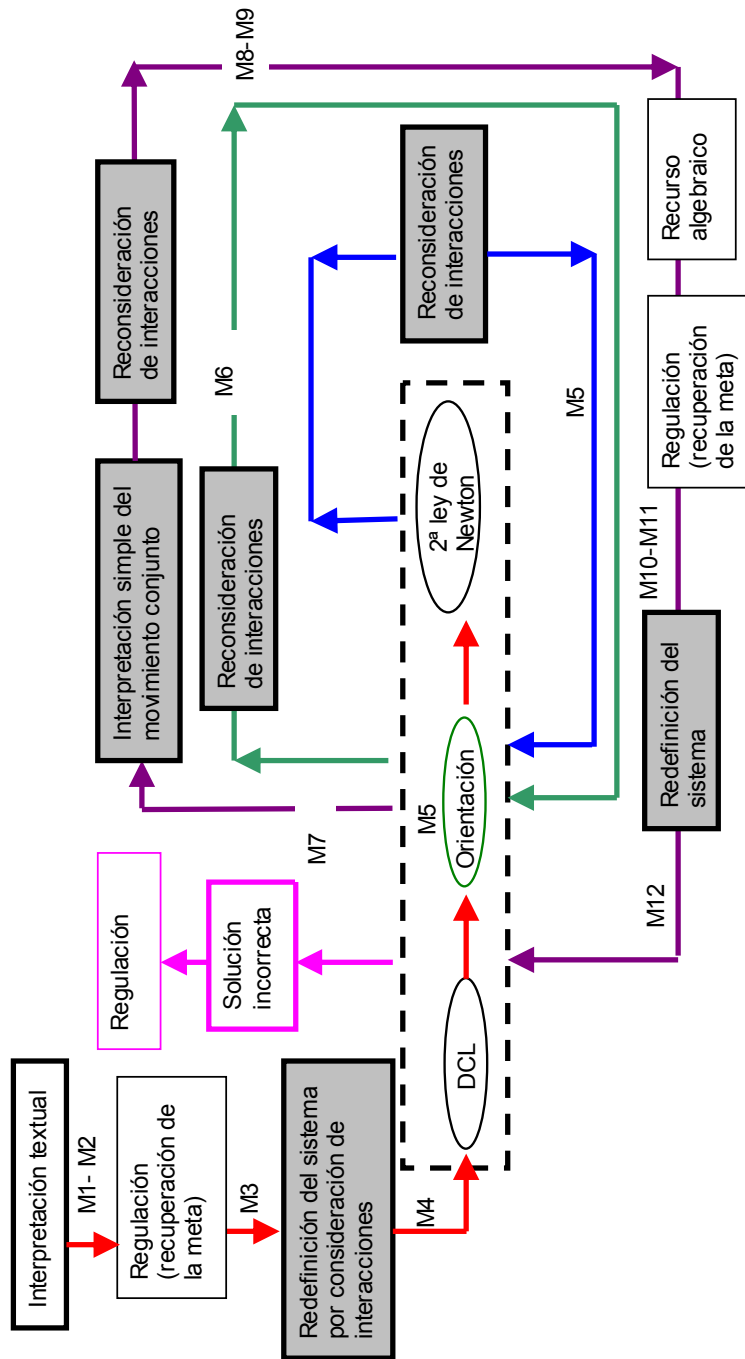 Interpretación textual
M1- M2
Regulación
(recuperación de
la meta)
M3
Redefinición del sistema
por consideración de
interacciones
M4
DCL
Orientación
M5
2ª ley de
Newton
Regulación
Solución
incorrecta
M7
Interpretación simple del
movimiento conjunto
Reconsideración
de interacciones
M8- M9
Reconsideración
de interacciones
M6
Reconsideración
de interacciones
M5
Recurso
algebraico
Regulación
(recuperación
de la meta)
M10-M11
Redefinición del
sistema
M12